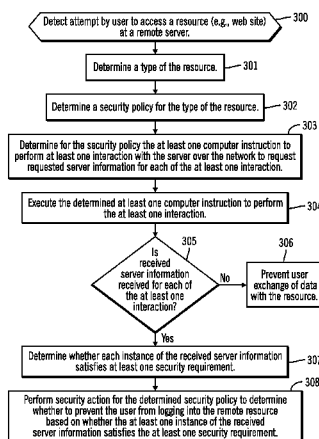 Detect attempt by user to access a resource (e.g., web site)
at a remote server.
300
Determine a type of the resource.
301
Determine a security policy for the type of the resource.
302
303
Determine for the security policy the at least one computer instruction to
perform at least one interaction with the server over the network to request
requested server information for each of the at least one interaction.
304
Execute the determined at least one computer instruction to perform
the at least one interaction.
305
Is
received
server information
received for each of
the at least one
interaction?
306
No
Prevent user
exchange of data
with the resource.
Yes
Determine whether each instance of the received server information
satisfies at least one security requirement.
307
308
Perform security action for the determined security policy to determine
whether to prevent the user from logging into the remote resource
based on whether the at least one instance of the received
server information satisfies the at least one security requirement.